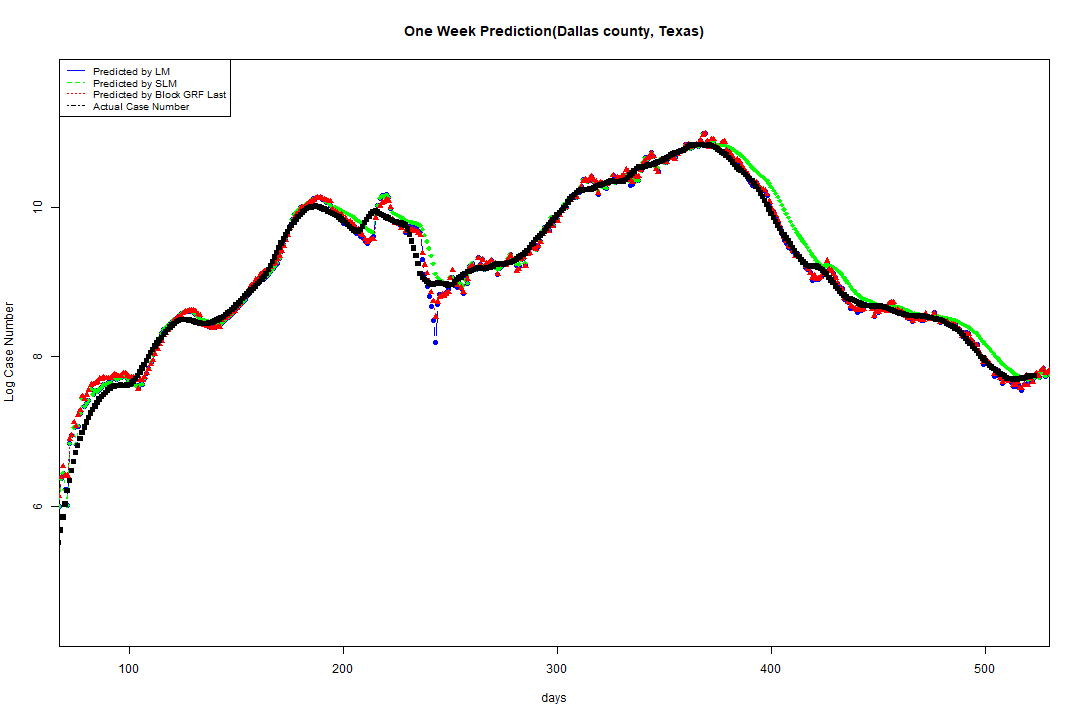 One Week Prediction(Dallas county, Texas)
Predicted by LM
Predicted by SLM
Predicted by Block GRF Last
Actual Case Number
10
8
6
Log Case Number
100 200 300 400 500
days